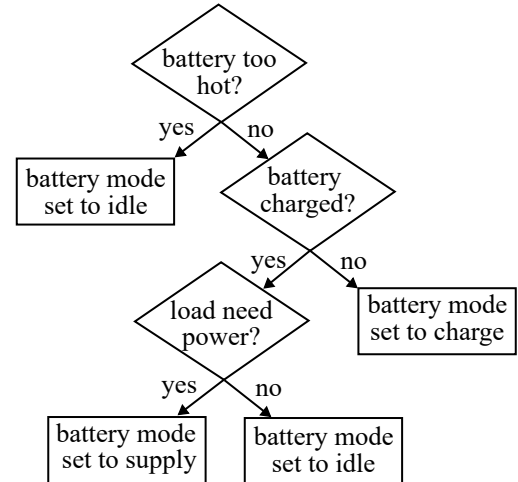 battery too
hot?
yes
no
battery mode
set to idle
battery
charged?
yes
no
load need
power?
battery mode
set to charge
yes
no
battery mode
set to supply
battery mode
set to idle